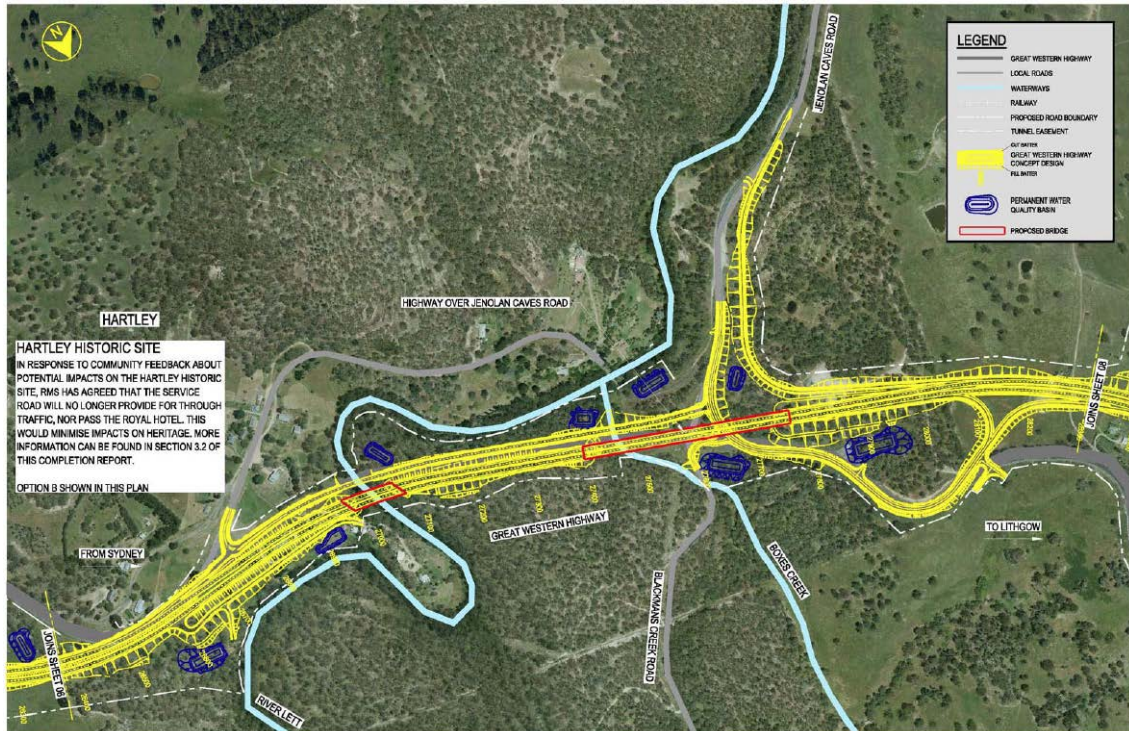 LEGEND
GREAT WESTERN HIGHWAY
LOCAL ROADS
WATERWAYS
RAILWAY
PROPOSED ROAD BOUNDARY
TUNNEL EASEMENT
CUT BATTER
GREAT WESTERN HIGHWAY
CONCEPT DESIGN
FILL BATTER
PERMANENT WATER
QUALITY BASIN
PROPOSED BRIDGE
JENOLAN CAVES ROAD
HIGHWAY OVER JENOLAN CAVES ROAD
HARTLEY
HARTLEY HISTORIC SITE
IN RESPONSE TO COMMUNITY FEEDBACK ABOUT
POTENTIAL IMPACTS ON THE HARTLEY HISTORIC
SITE, RMS HAS AGREED THAT THE SERVICE
ROAD WILL NO LONGER PROVIDE FOR THROUGH
TRAFFIC, NOR PASS THE ROYAL HOTEL. THIS
WOULD MINIMISE IMPACTS ON HERITAGE. MORE
INFORMATION CAN BE FOUND IN SECTION 3.2 OF
THIS COMPLETION REPORT.
OPTION B SHOWN IN THIS PLAN
JOINS SHEET 08
FROM SYDNEY
GREAT WESTERN HIGHWAY
TO LITHGOW
BLACKMANS CREEK ROAD
BOXES CREEK
JOINS SHEET 06
RIVER LETT